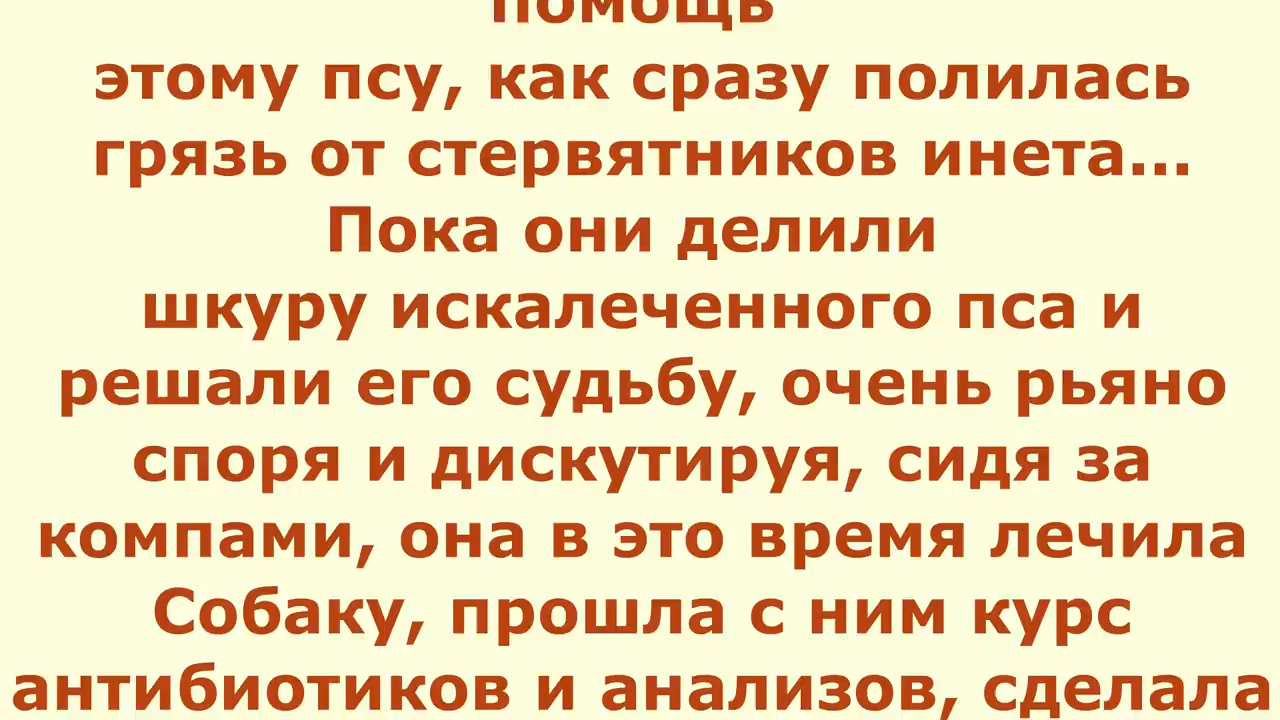 помощь
этому псу, как сразу полилась
грязь от стервятников инета...
Пока они делили
шкуру искалеченного пса и
решали его судьбу, очень рьяно
споря и дискутируя, сидя за
компами, она в это время лечила
Собаку, прошла с ним курс
антибиотиков и анализов, сделала